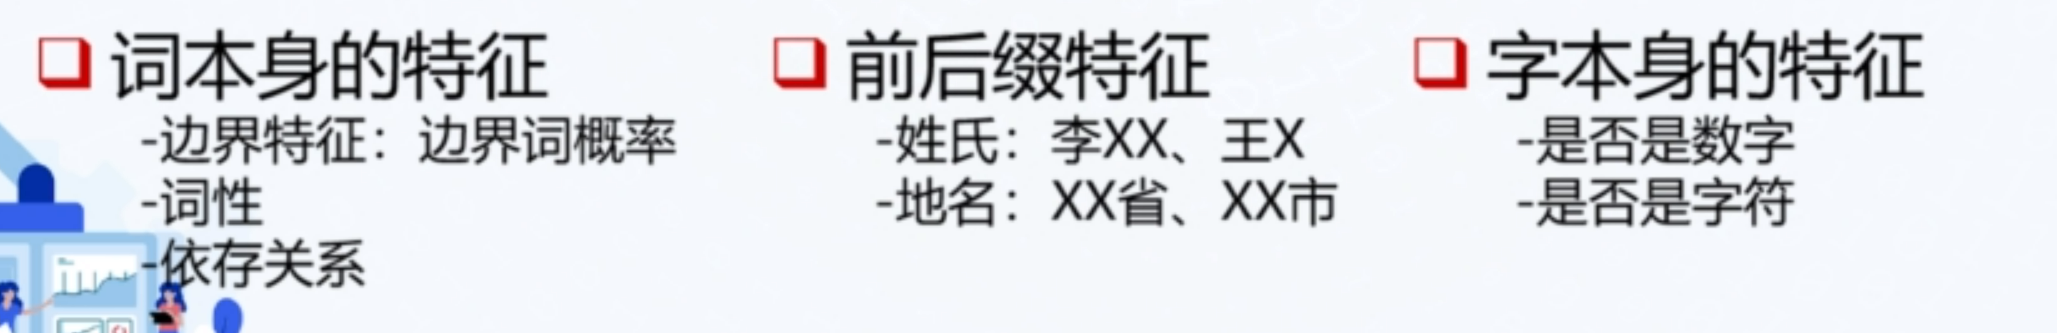 词本身的特征
-边界特征：边界词概率
-词性
-依存关系
前后缀特征
-姓氏：李XX、王X
-地名：XX省、XX市
字本身的特征
-是否是数字
-是否是字符